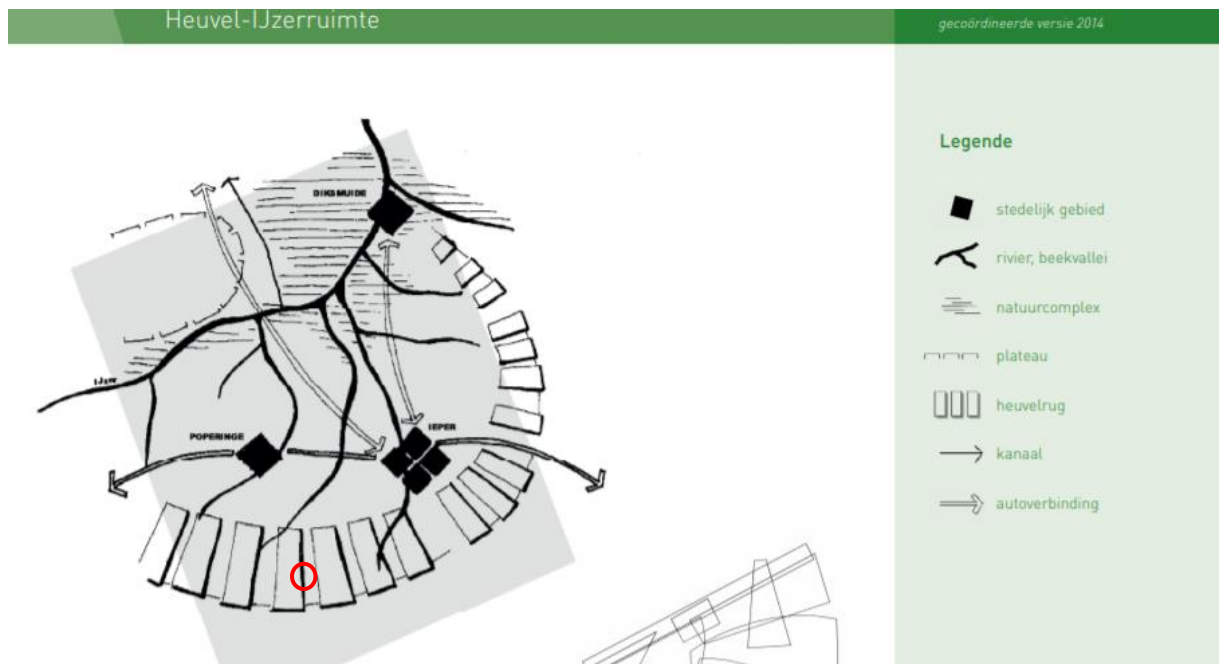 Heuvel-IJzerruimte
gecoördineerde versie 2014
Legende
stedelijk gebied
rivier, beekvallei
natuurcomplex
plateau
heuvelrug
kanaal
autoverbinding
DIKSMUIDE
IJzer
POPERINGE
IEPER